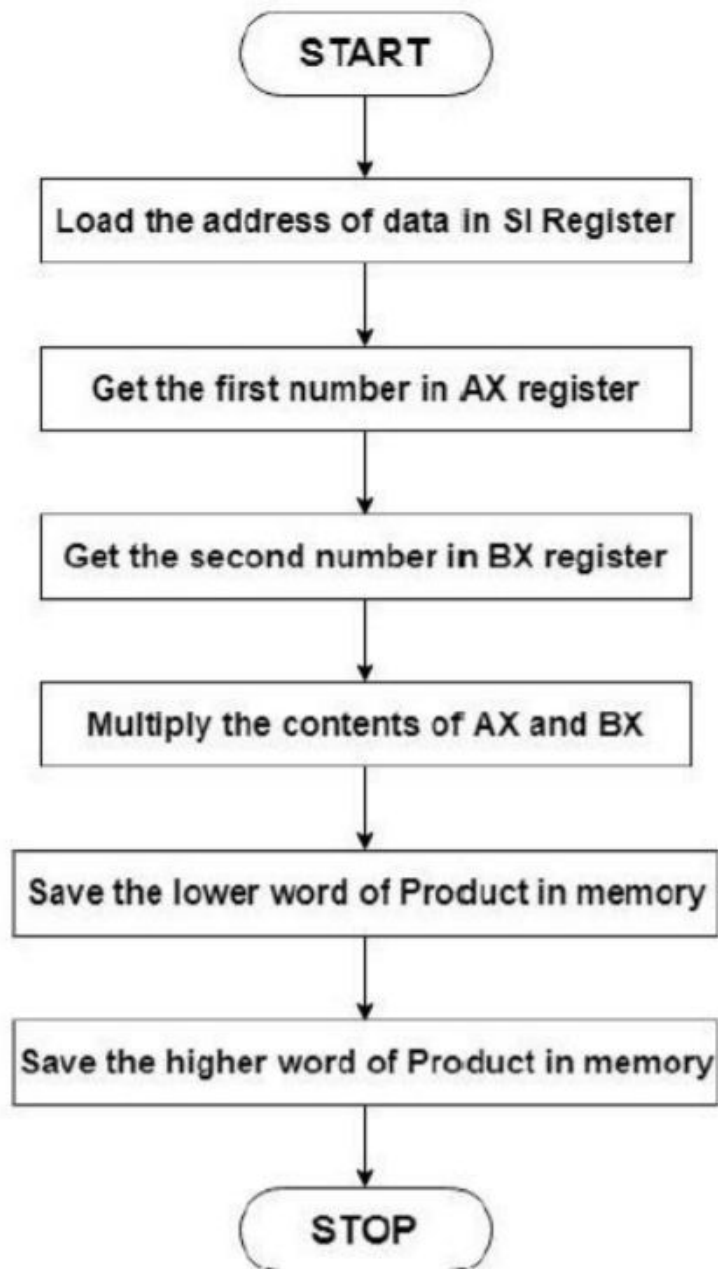 START
Load the address of data in SI Register
Get the first number in AX register
Get the second number in BX register
Multiply the contents of AX and BX
Save the lower word of Product in memory
Save the higher word of Product in memory
STOP